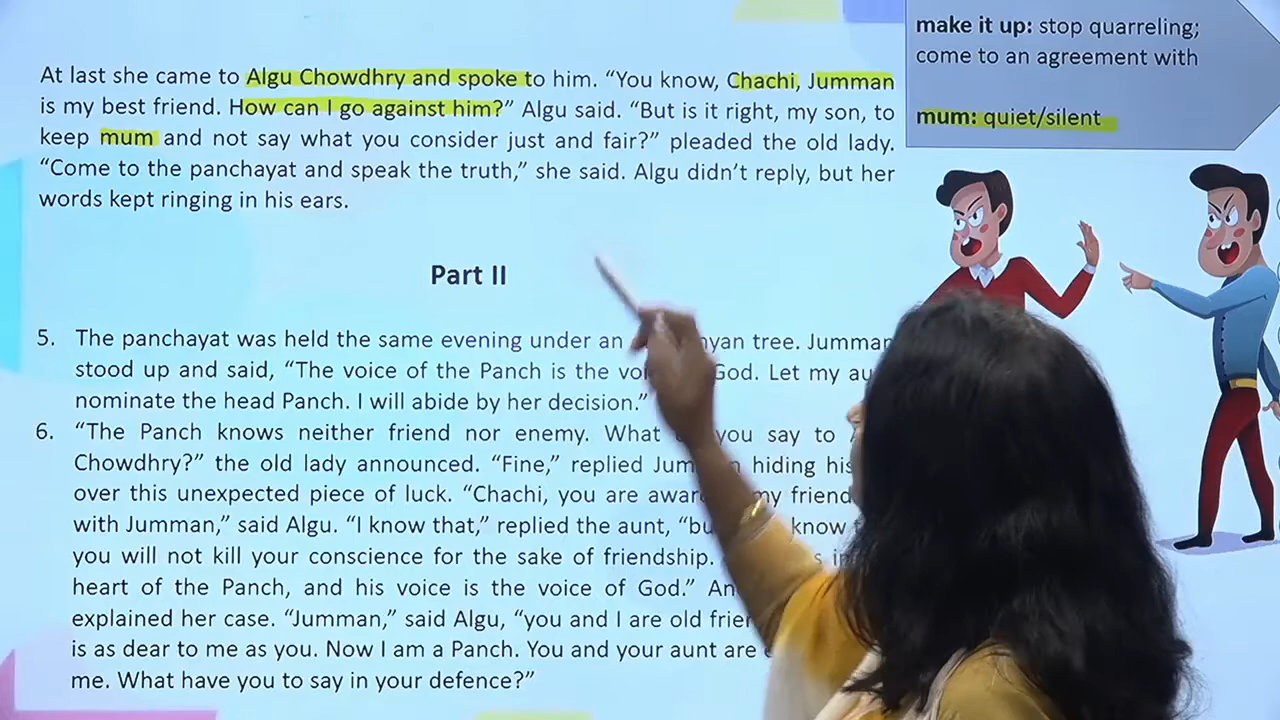 make it up: stop quarreling;
come to an agreement with
mum: quiet/silent
At last she came to Algu Chowdhry and spoke to him. “You know, Chachi, Jumman
is my best friend. How can I go against him?” Algu said. “But is it right, my son, to
keep mum and not say what you consider just and fair?” pleaded the old lady.
“Come to the panchayat and speak the truth,” she said. Algu didn’t reply, but her
words kept ringing in his ears.
Part II
5. The panchayat was held the same evening under an tree. Jumman
stood up and said, “The voice of the Panch is the God. Let my
nominate the head Panch. I will abide by her decision.”
6. “The Panch knows neither friend nor enemy. What you say to
Chowdhry?” the old lady announced. “Fine,” replied hiding his
over this unexpected piece of luck. “Chachi, you are my
with Jumman,” said Algu. “I know that,” replied the aunt, know
you will not kill your conscience for the sake of friendship.
heart of the Panch, and his voice is the voice of God.”
explained her case. “Jumman,” said Algu, “you and I are old
is as dear to me as you. Now I am a Panch. You and your aunt are
me. What have you to say in your defence?”